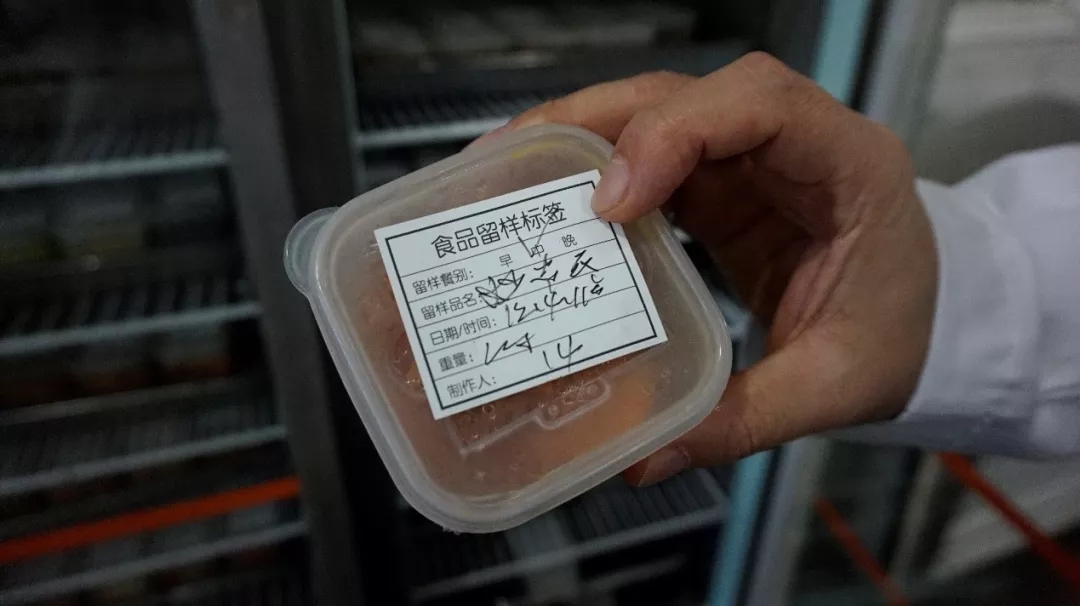 食品留样标签
留样餐别: 早 中 晚
留样品名:
日期/时间:
重量:
制作人: 14